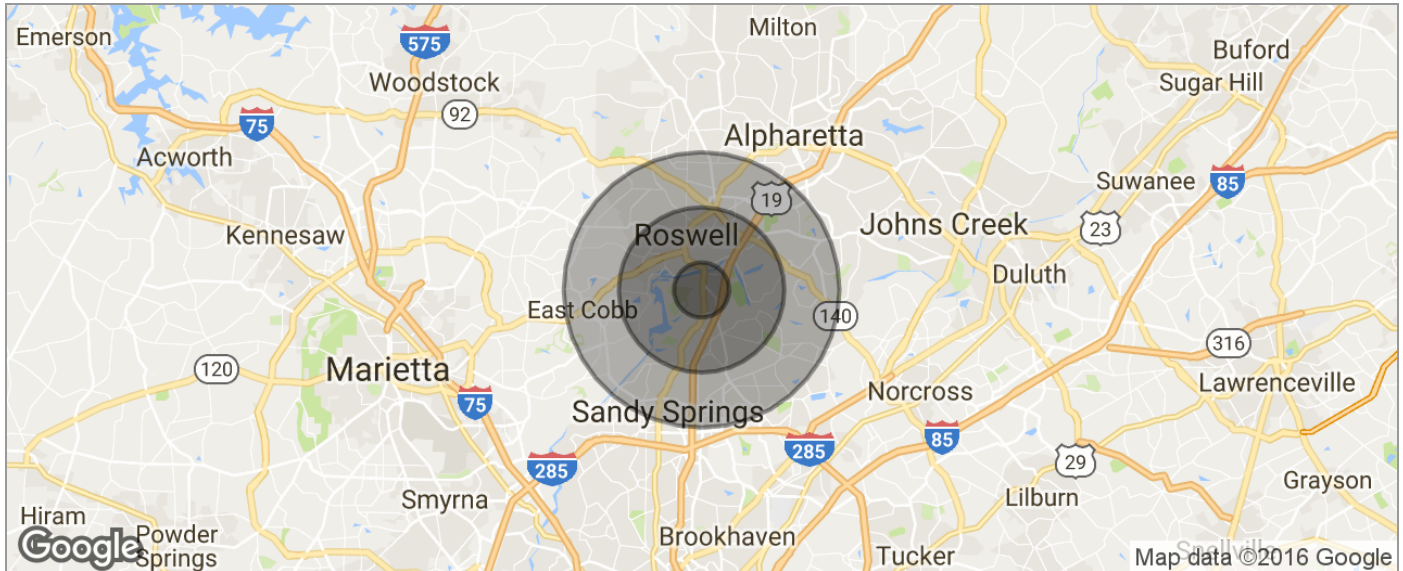 Milton
Emerson
575
Buford
Woodstock
Sugar Hill
92
75
Alpharetta
Acworth
Suwanee
85
19
Johns Creek
23
Kennesaw
Roswell
Duluth
East Cobb
140
316
Marietta
120
Lawrenceville
Norcross
75
Sandy Springs
85
285
29
285
Grayson
Smyrna
Lilburn
Hiram
Powder
Springs
Brookhaven
Tucker
Google
Snellville
Map data ©2016 Google